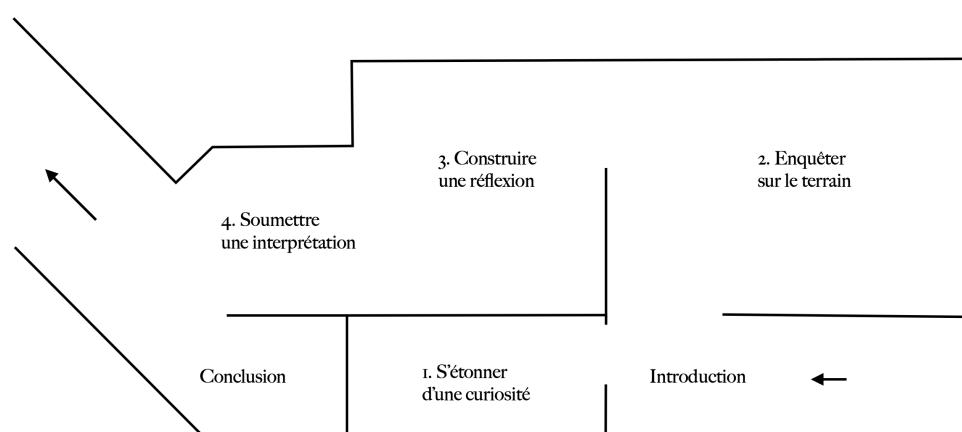 3. Construire
une réflexion
2. Enquêter
sur le terrain
4. Soumettre
une interprétation
Conclusion
1. S'étonner
d'une curiosité
Introduction